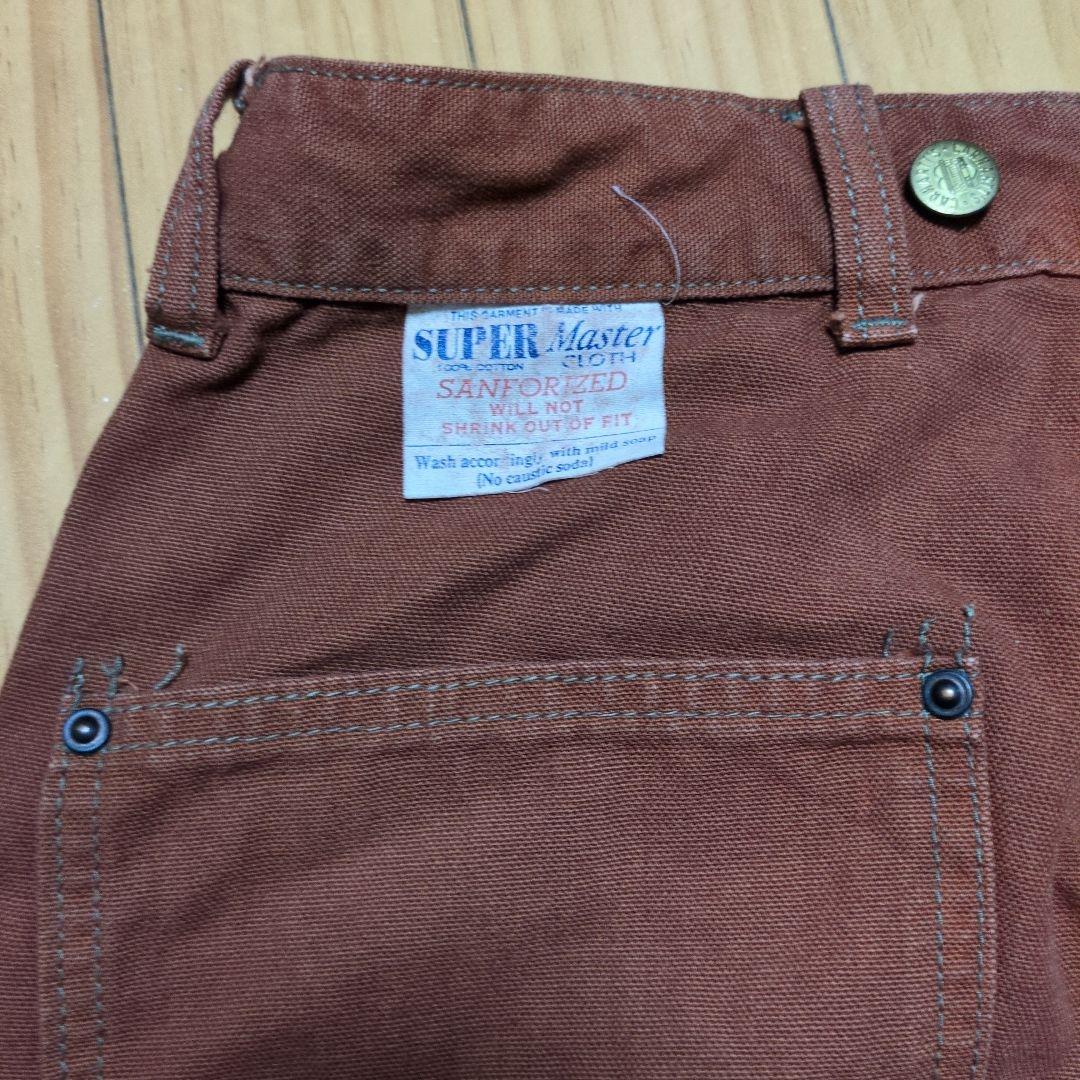 THIS GARMENT MADE WITH
SUPER Master
100% COTTON CLOTH
SANFORIZED
WILL NOT
SHRINK OUT OF FIT
Wash accordingly with mild soap
(No caustic soda)
CARHARTT'S